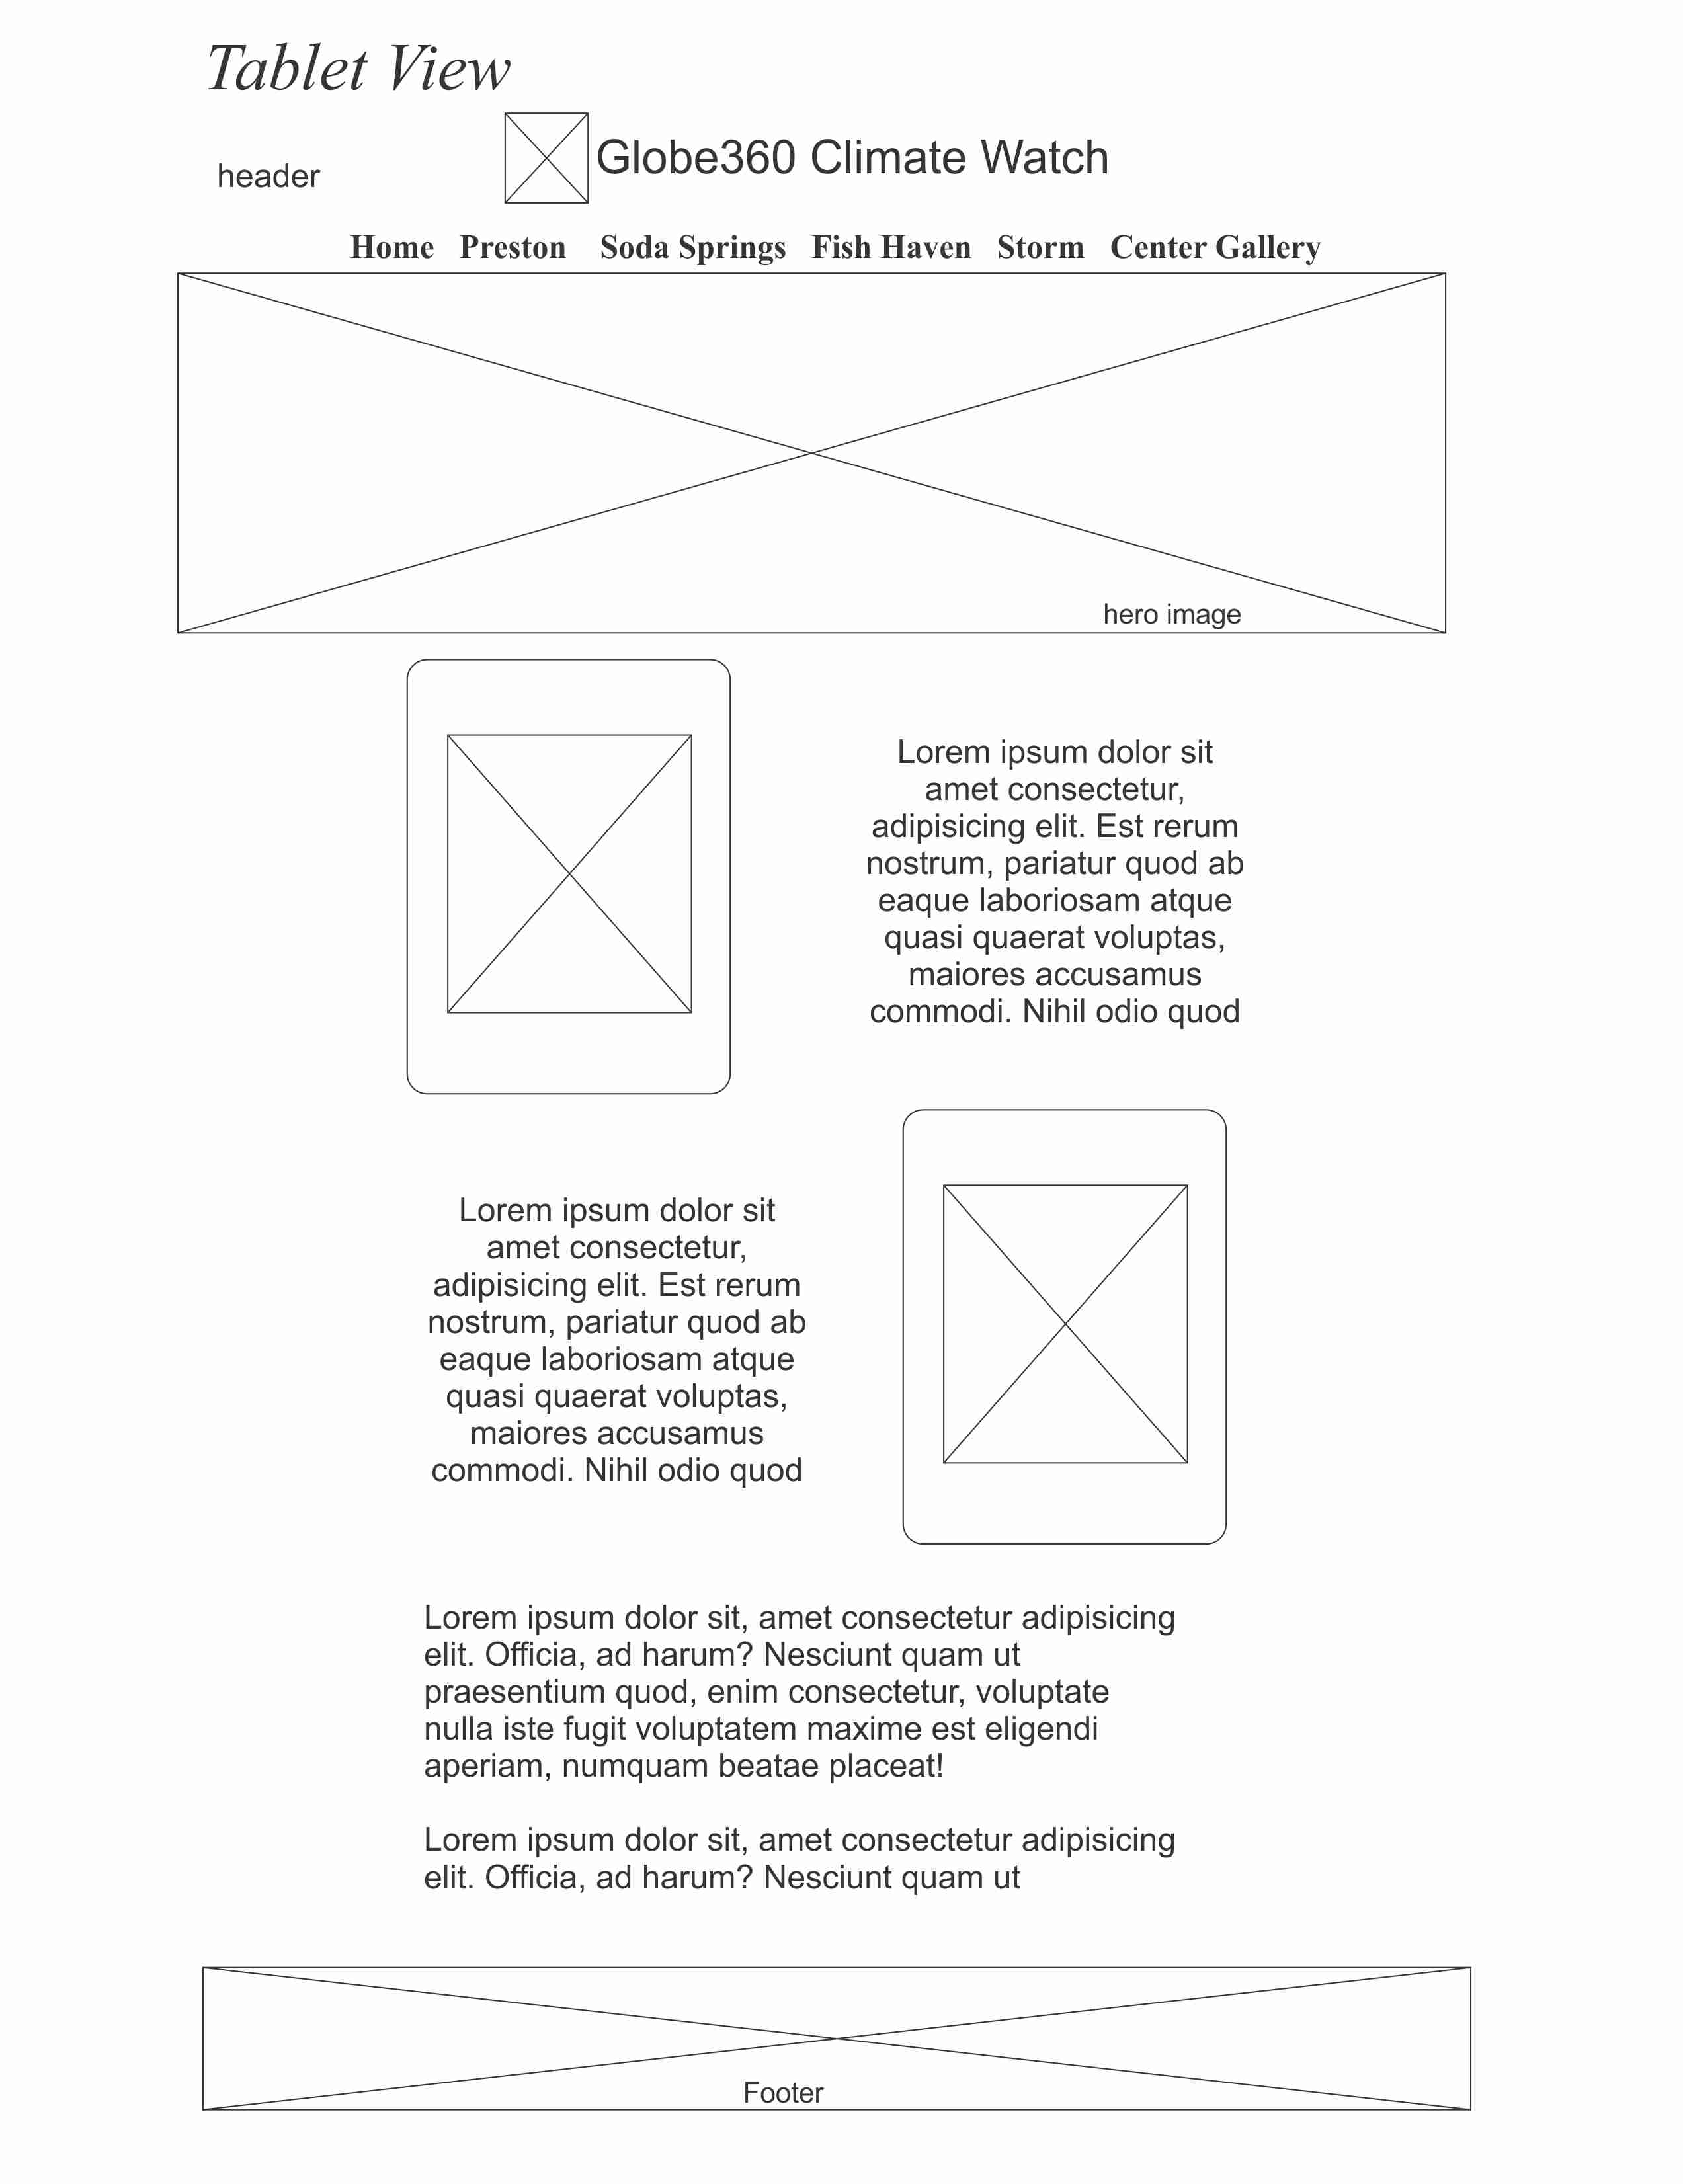 Tablet View
header
Globe360 Climate Watch
Home Preston Soda Springs Fish Haven Storm Center Gallery
hero image
Lorem ipsum dolor sit
amet consectetur,
adipisicing elit. Est rerum
nostrum, pariatur quod ab
eaque laboriosam atque
quasi quaerat voluptas,
maiores accusamus
commodi. Nihil odio quod
Lorem ipsum dolor sit
amet consectetur,
adipisicing elit. Est rerum
nostrum, pariatur quod ab
eaque laboriosam atque
quasi quaerat voluptas,
maiores accusamus
commodi. Nihil odio quod
Lorem ipsum dolor sit, amet consectetur adipisicing
elit. Officia, ad harum? Nesciunt quam ut
praesentium quod, enim consectetur, voluptate
nulla iste fugit voluptatem maxime est eligendi
aperiam, numquam beatae placeat!
Lorem ipsum dolor sit, amet consectetur adipisicing
elit. Officia, ad harum? Nesciunt quam ut
Footer